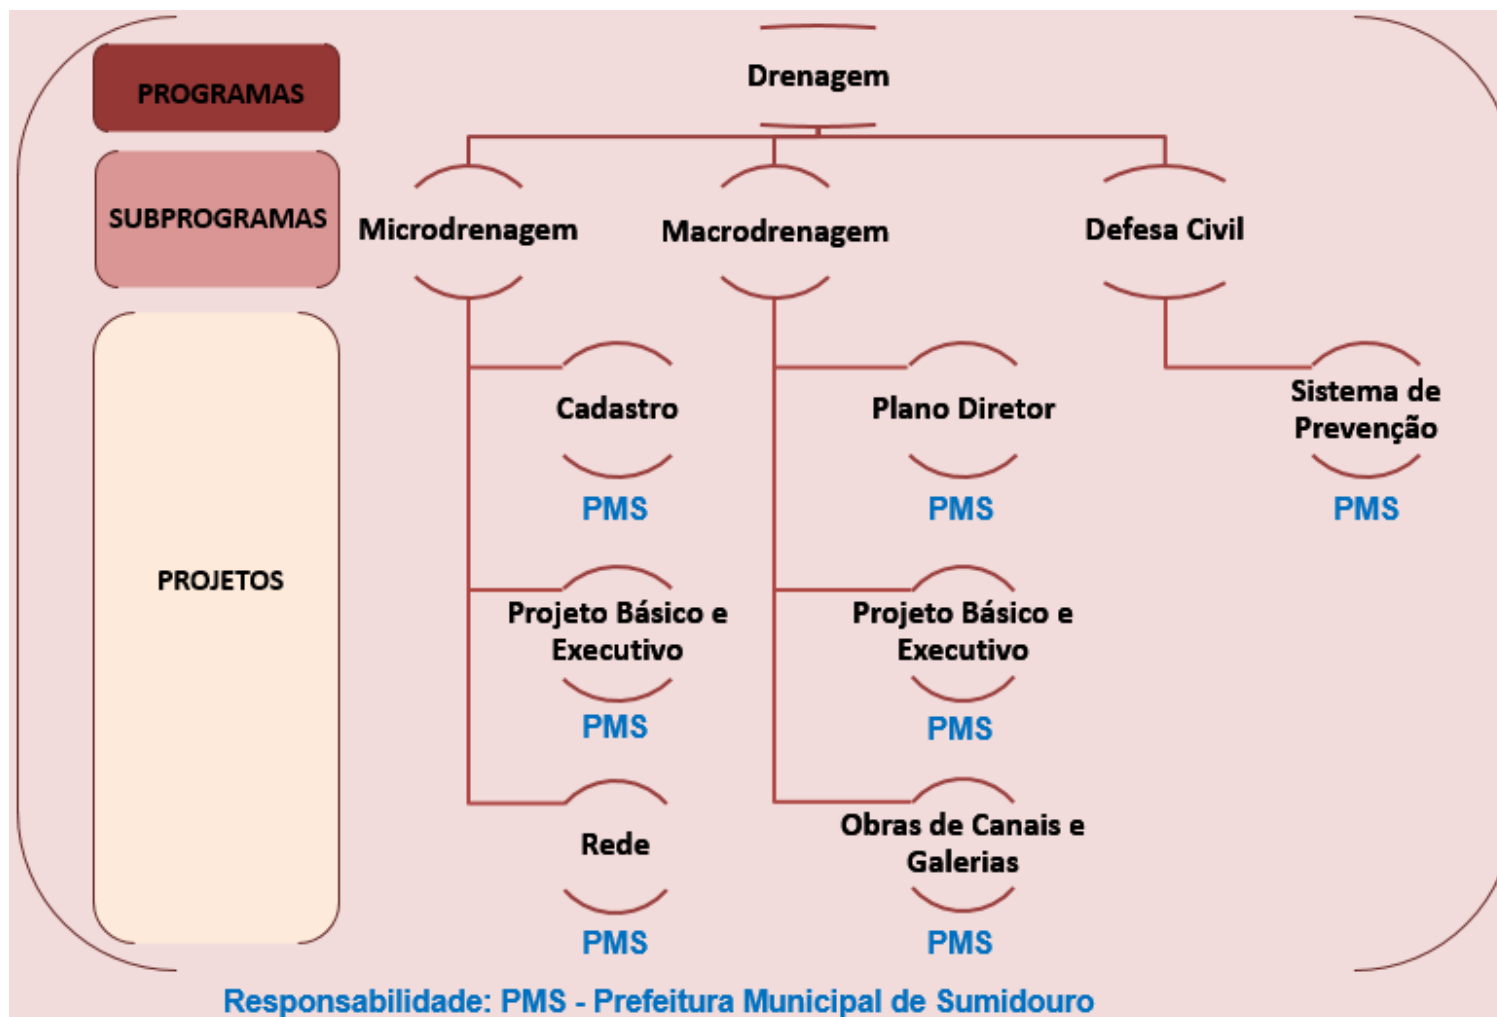 Drenagem
PROGRAMAS
SUBPROGRAMAS
Microdrenagem
Macrodrenagem
Defesa Civil
Cadastro
PMS
Plano Diretor
PMS
Sistema de
Prevenção
PMS
PROJETOS
Projeto Básico e
Executivo
PMS
Projeto Básico e
Executivo
PMS
Rede
PMS
Obras de Canais e
Galerias
PMS
Responsabilidade: PMS - Prefeitura Municipal de Sumidouro